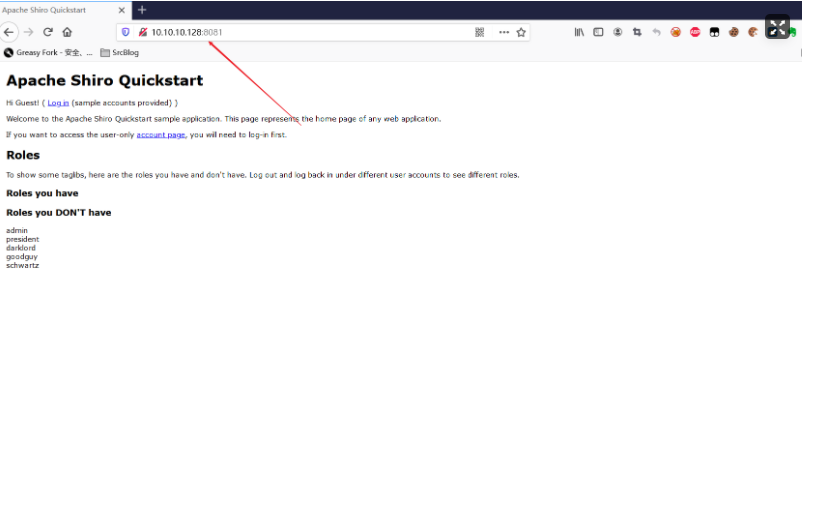 Apache Shiro Quickstart
10.10.10.128:8081
Greasy Fork - 安全、...
SrcBlog
Apache Shiro Quickstart
Hi Guest! ( Log in (sample accounts provided) )
Welcome to the Apache Shiro Quickstart sample application. This page represents the home page of any web application.
If you want to access the user-only account page, you will need to log-in first.
Roles
To show some taglibs, here are the roles you have and don't have. Log out and log back in under different user accounts to see different roles.
Roles you have
Roles you DON'T have
admin
president
darklord
goodguy
schwartz